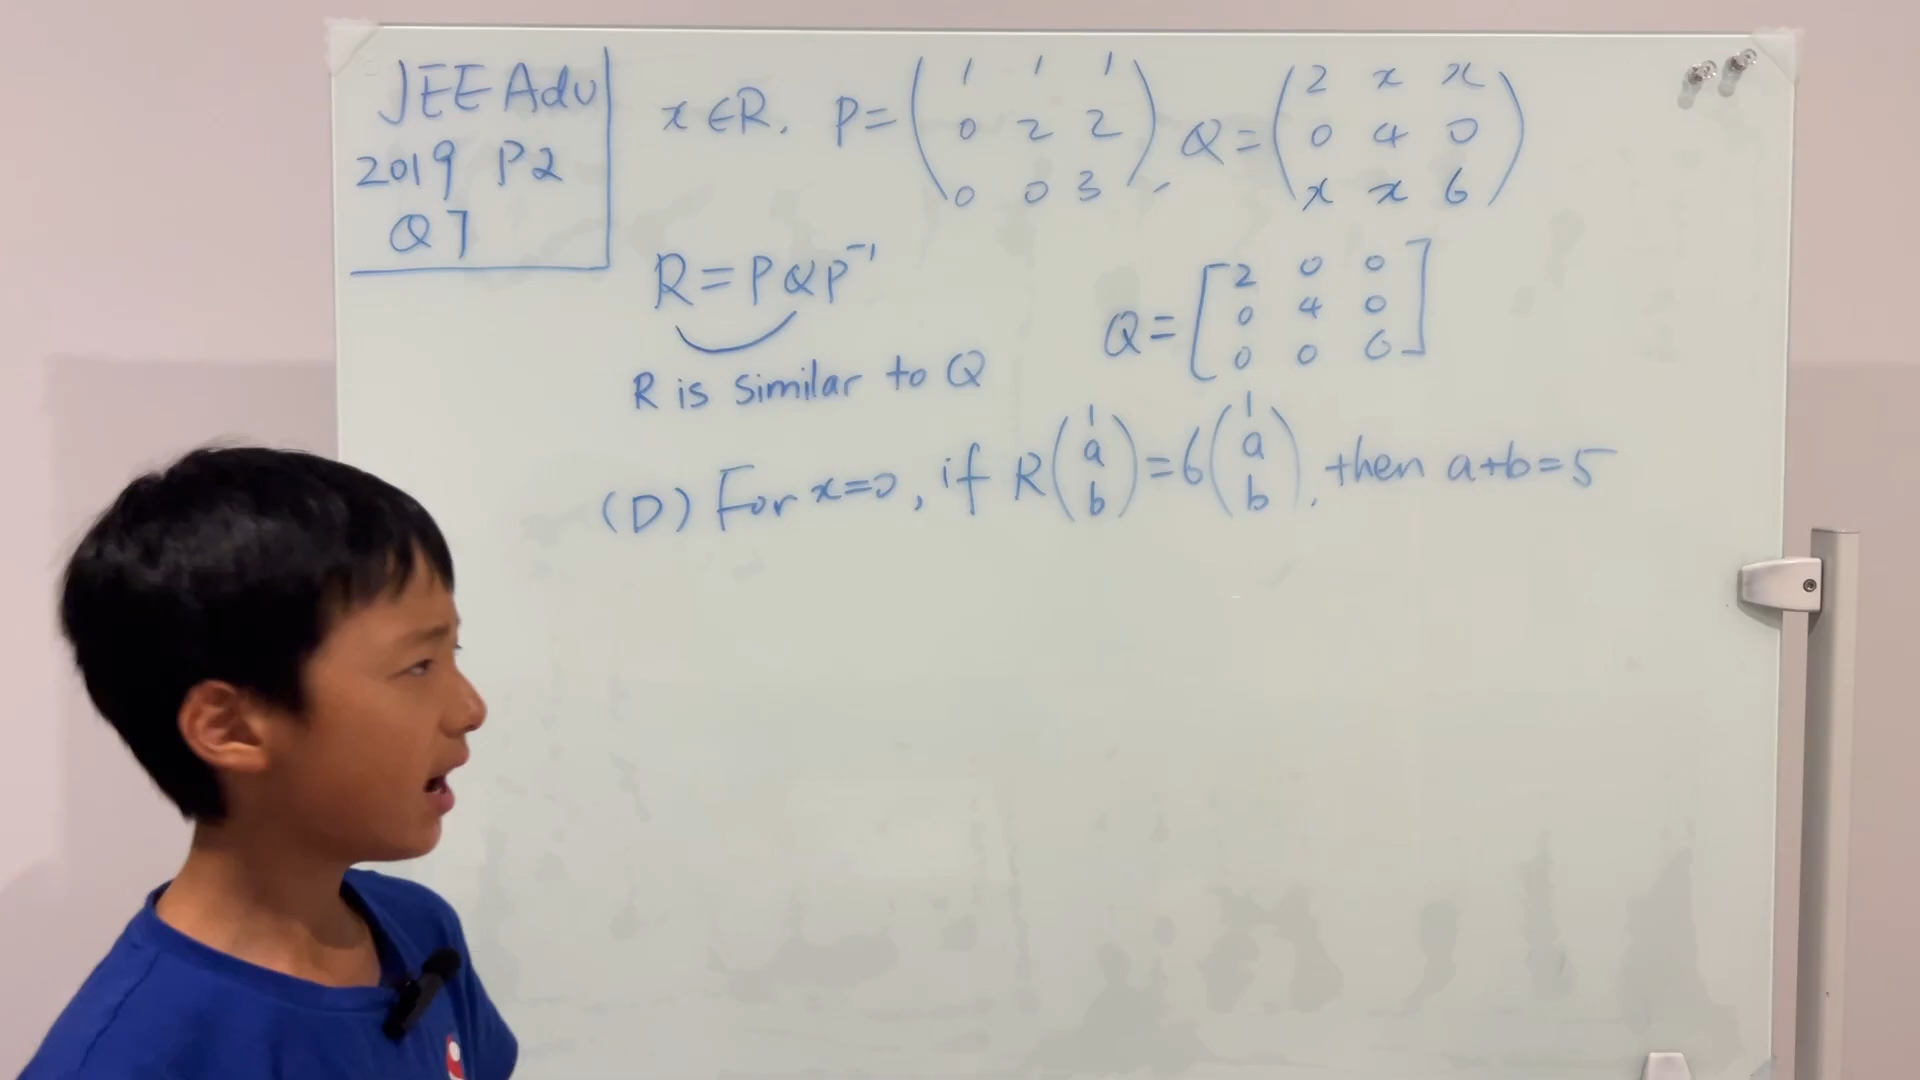 JEE Adv
2019 P2
Q7
x∈R, P=(1 1 1; 0 2 2; 0 0 3), Q=(2 x x; 0 4 0; x x 6)
R=PQP⁻¹
R is similar to Q
Q=[2 0 0; 0 4 0; 0 0 6]
(D) For x=0, if R(1; a; b)=6(1; a; b), then a+b=5